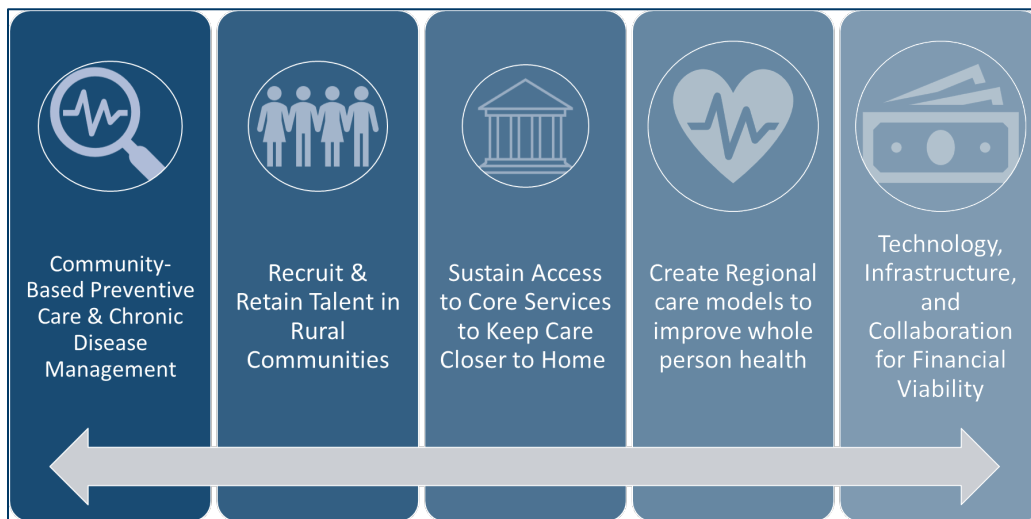 Community-
Based Preventive
Care & Chronic
Disease
Management
Recruit &
Retain Talent in
Rural
Communities
Sustain Access
to Core Services
to Keep Care
Closer to Home
Create Regional
care models to
improve whole
person health
Technology,
Infrastructure,
and
Collaboration
for Financial
Viability